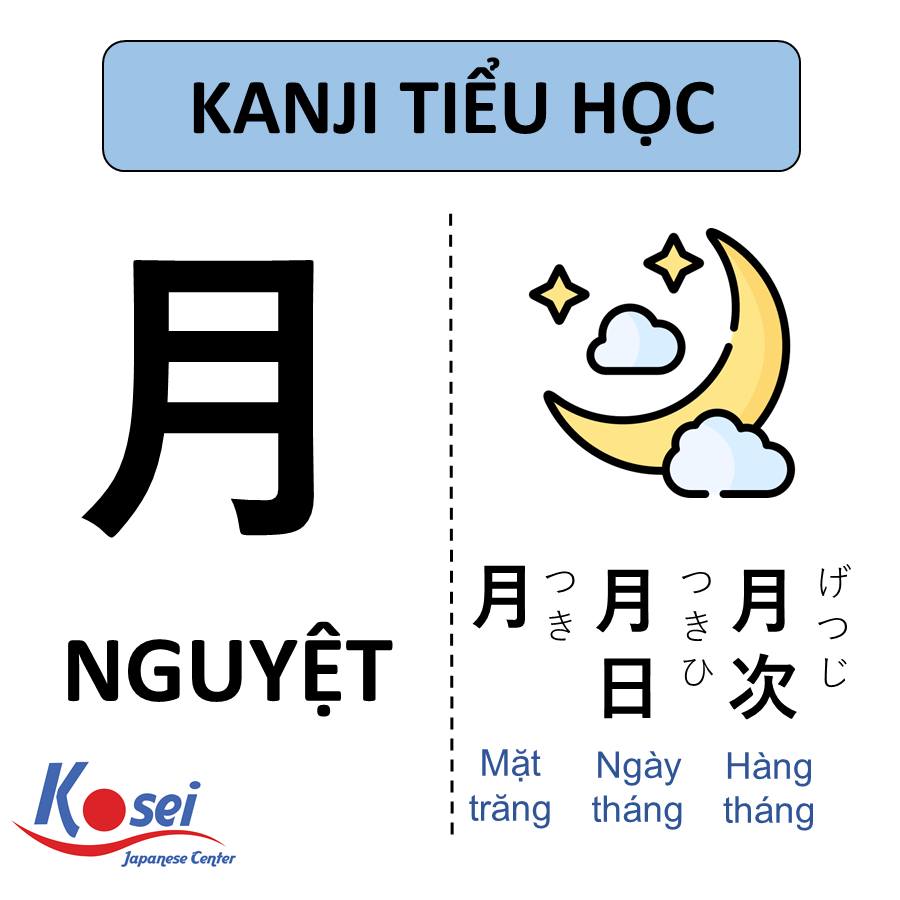 KANJI TIỂU HỌC
月
NGUYỆT
月
つき
月日
つきひ
月次
げつじ
Mặt
trăng
Ngày
tháng
Hàng
tháng
Kosei
Japanese Center